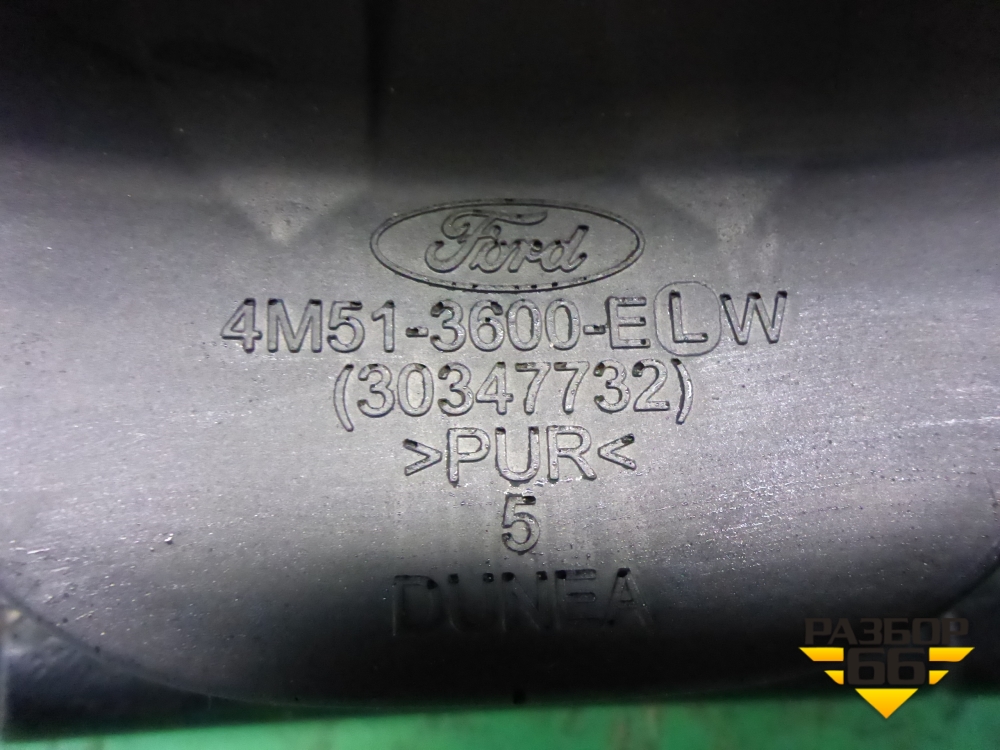 Ford
4M51-3600-ELW
(30347732)
>PUR<
5
DUNEA
РАЗБОР
66